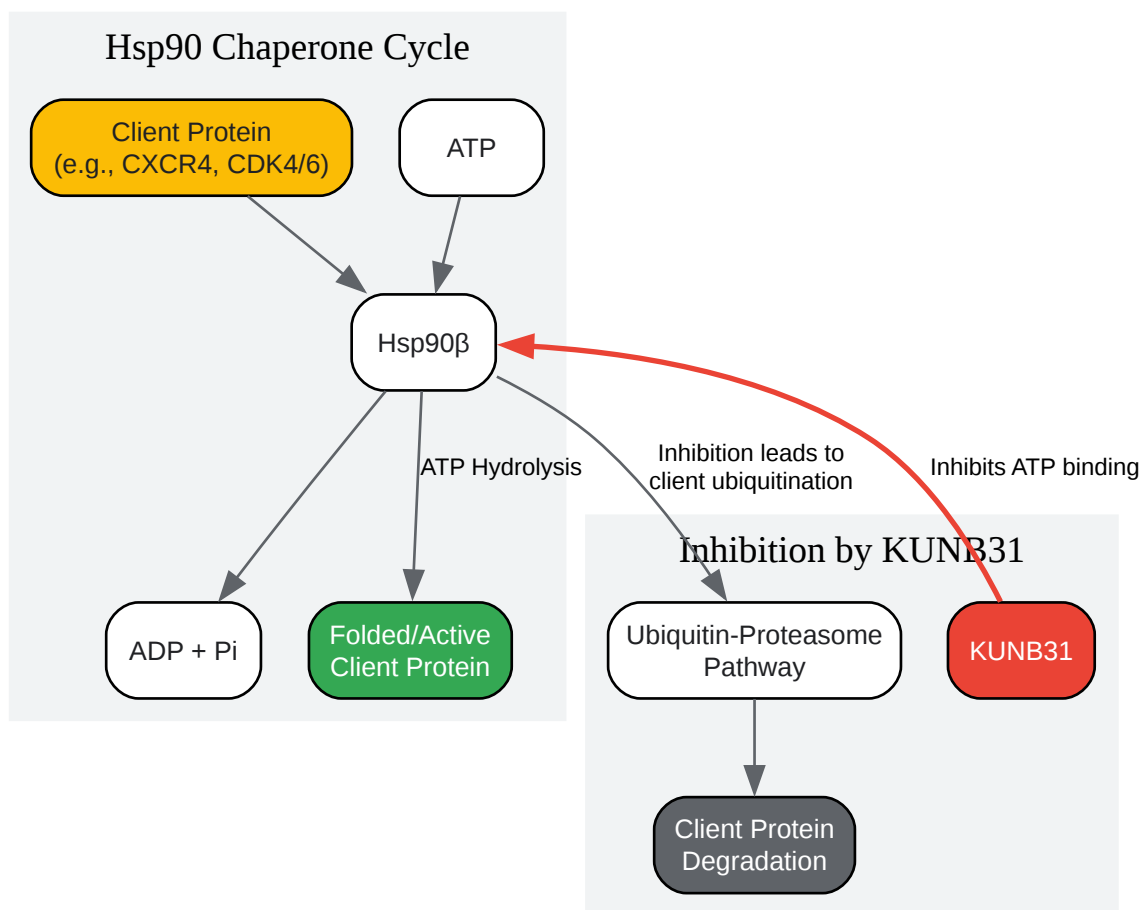 Hsp90 Chaperone Cycle
Client Protein
(e.g., CXCR4, CDK4/6)
ATP
Hsp90β
ATP Hydrolysis
Inhibition leads to
client ubiquitination
Inhibits ATP binding
Inhibition by KUNB31
ADP + Pi
Folded/Active
Client Protein
Ubiquitin-Proteasome
Pathway
KUNB31
Client Protein
Degradation